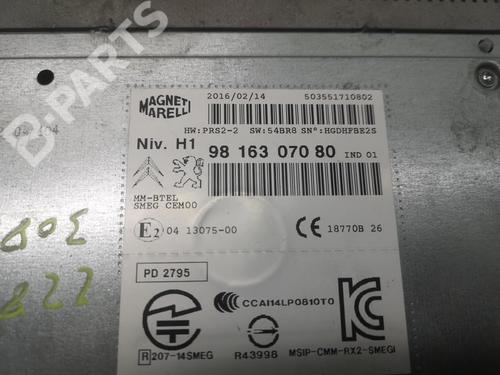 B-PARTS
MAGNETI
MARELLI
2016/02/14 503551710802
HW:PRS2-2 SW:54BR8 SN°:HGDHFBE2S
Niv. H1 98 163 070 80 IND 01
MM-BTEL
SMEG CEM00
E2 04 13075-00 CE 18770B 26
PD 2795
CCAI14LP0810T0
R 207-14SMEG R43998 MSIP-CMM-RX2-SMEGI